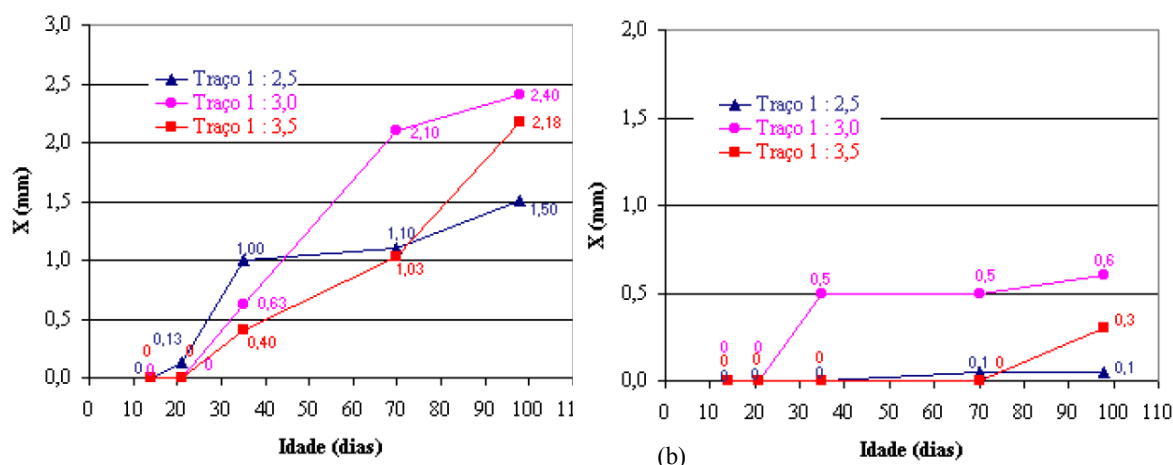 3,0
2,5
2,0
1,5
1,0
0,5
0,0
X (mm)
Traço 1 : 2,5
Traço 1 : 3,0
Traço 1 : 3,5
2,40
2,10
2,18
1,50
1,10
1,00
1,03
0,63
0,40
0,13
0
0
0
0
0
0 10 20 30 40 50 60 70 80 90 100 110
Idade (dias)
2,0
1,5
1,0
0,5
0,0
X (mm)
Traço 1 : 2,5
Traço 1 : 3,0
Traço 1 : 3,5
0,5
0,5
0,6
0,3
0,1
0,1
0 0
0 0 0 0
0 0 0
0 10 20 30 40 50 60 70 80 90 100 110
Idade (dias)
(b)